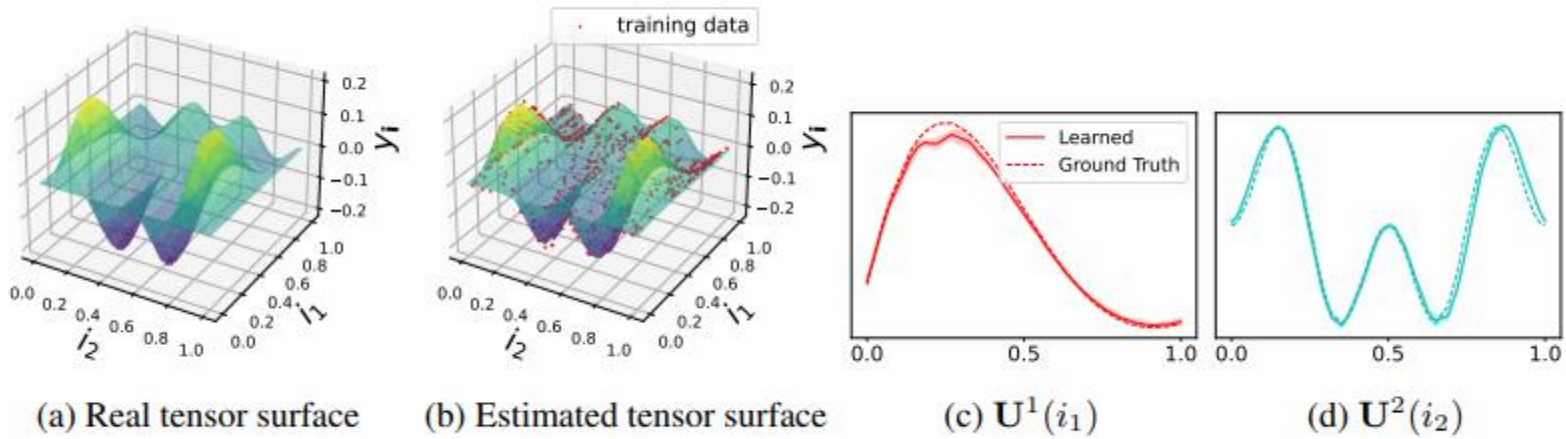 training data
0.2
0.1
0.0
−0.1
−0.2
y_i
0.0
0.2
0.4
0.6
0.8
1.0
i_2
0.0
0.2
0.4
0.6
0.8
1.0
i_1
0.2
0.1
0.0
−0.1
−0.2
y_i
0.0
0.2
0.4
0.6
0.8
1.0
i_2
0.0
0.2
0.4
0.6
0.8
1.0
i_1
Learned
Ground Truth
0.0 0.5 1.0
0.0 0.5 1.0
(a) Real tensor surface
(b) Estimated tensor surface
(c) U¹(i₁)
(d) U²(i₂)